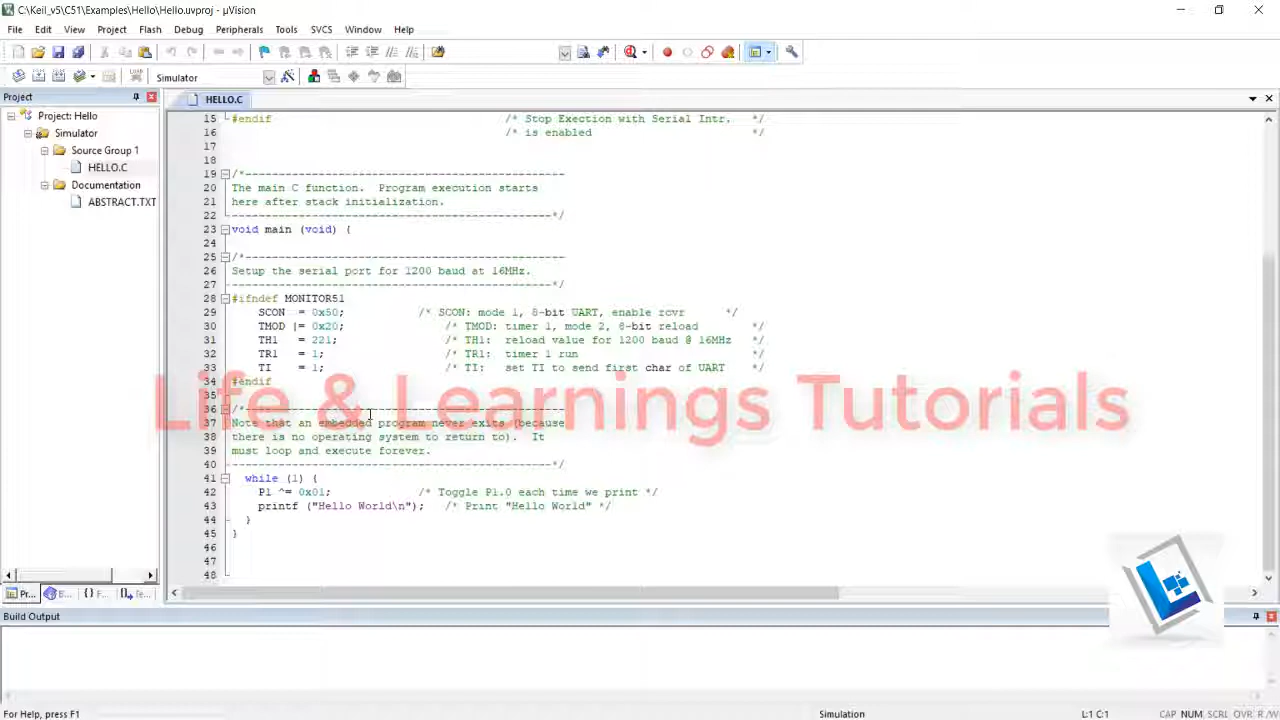 C:\Keil_v5\C51\Examples\Hello\Hello.uvproj - µVision
File Edit View Project Flash Debug Peripherals Tools SVCS Window Help
Simulator
Project
HELLO.C
Project: Hello
Simulator
Source Group 1
HELLO.C
Documentation
ABSTRACT.TXT
15 #endif /* Stop Exection with Serial Intr. */
16 /* is enabled */
17
18
19 /*----------------------------------------------
20 The main C function.  Program execution starts
21 here after stack initialization.
22 ------------------------------------------------*/
23 void main (void) {
24
25 /*----------------------------------------------
26 Setup the serial port for 1200 baud at 16MHz.
27 ------------------------------------------------*/
28 #ifndef MONITOR51
29 SCON  = 0x50; /* SCON: mode 1, 8-bit UART, enable rcvr */
30 TMOD |= 0x20; /* TMOD: timer 1, mode 2, 8-bit reload */
31 TH1   = 221; /* TH1:  reload value for 1200 baud @ 16MHz */
32 TR1   = 1; /* TR1:  timer 1 run */
33 TI    = 1; /* TI:   set TI to send first char of UART */
34 #endif
35
Life & Learnings Tutorials
36 /*----------------------------------------------
37 Note that an embedded program never exits (because
38 there is no operating system to return to).  It
39 must loop and execute forever.
40 ------------------------------------------------*/
41 while (1) {
42 P1 ^= 0x01; /* Toggle P1.0 each time we print */
43 printf ("Hello World\n"); /* Print "Hello World" */
44 }
45 }
46
47
48
Pr... B... {} F... Te...
Build Output
For Help, press F1
Simulation
L:1 C:1
CAP NUM SCRL OVR R/W